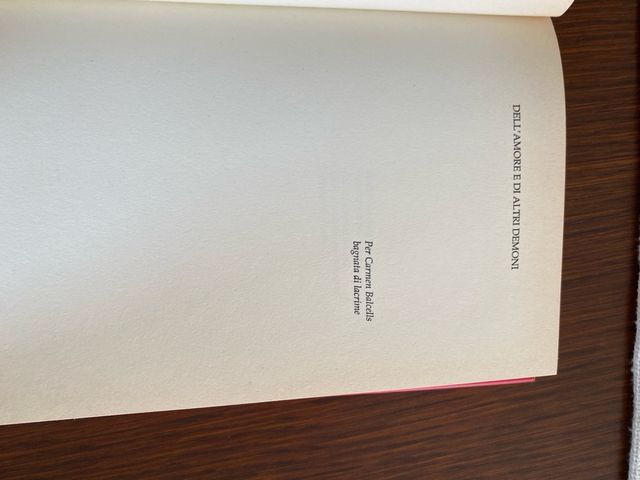 DELL'AMORE E DI ALTRI DEMONI
Per Carmen Balcells
bagnata di lacrime